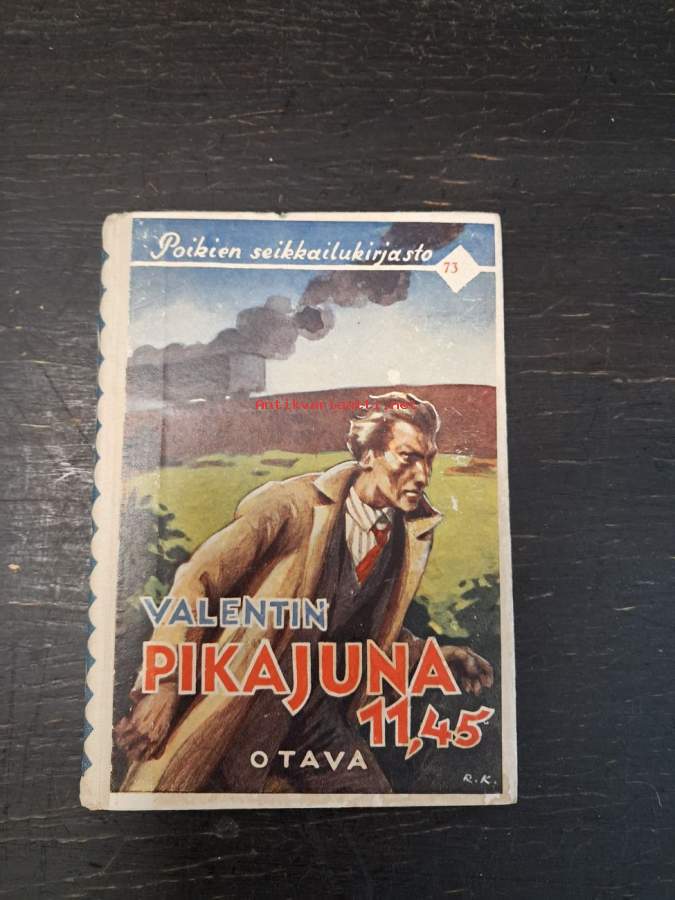 Poikien seikkailukirjasto
73
Antikvariaatti.net
VALENTIN
PIKAJUNA
11,45
OTAVA
R.K.